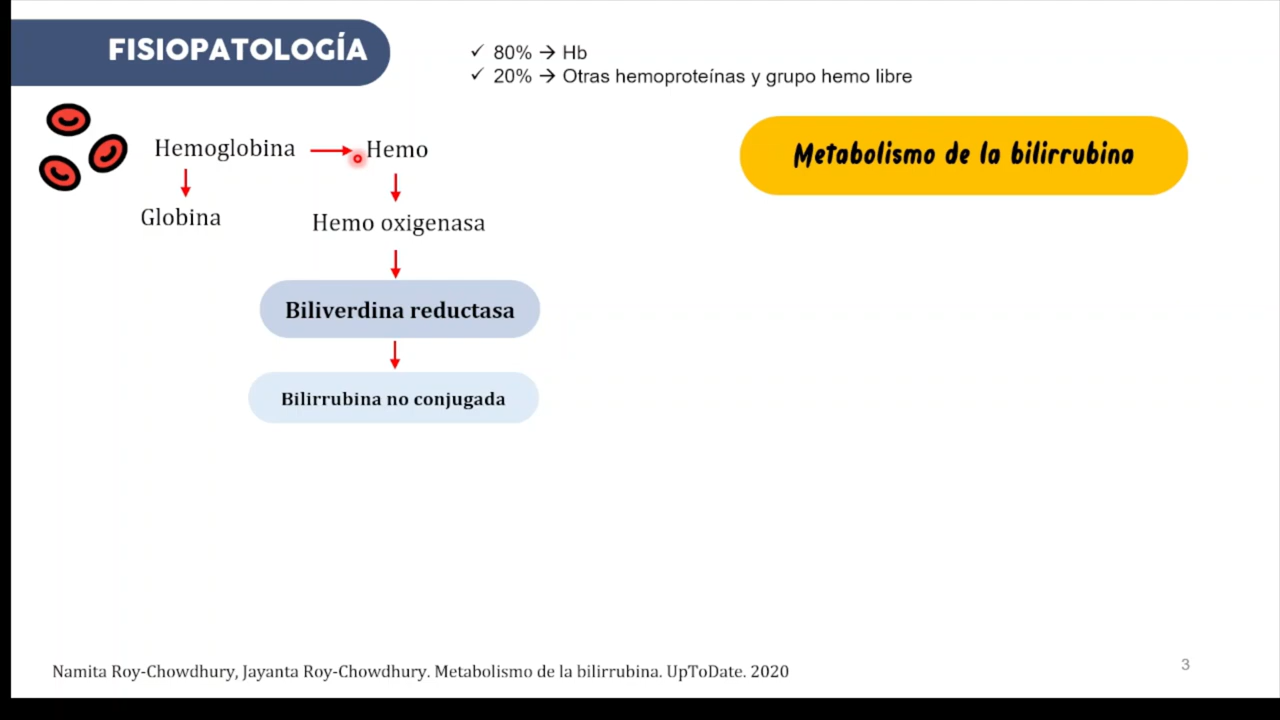 FISIOPATOLOGÍA
✓ 80% → Hb
✓ 20% → Otras hemoproteínas y grupo hemo libre
Metabolismo de la bilirrubina
Hemoglobina → Hemo
Globina
Hemo oxigenasa
Biliverdina reductasa
Bilirrubina no conjugada
Namita Roy-Chowdhury, Jayanta Roy-Chowdhury. Metabolismo de la bilirrubina. UpToDate. 2020
3